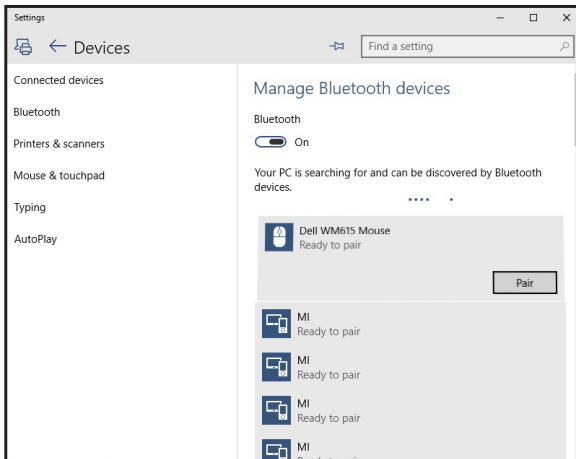 Settings
Devices
Find a setting
Connected devices
Bluetooth
Printers & scanners
Mouse & touchpad
Typing
AutoPlay
Manage Bluetooth devices
Bluetooth
On
Your PC is searching for and can be discovered by Bluetooth
devices.
Dell WM615 Mouse
Ready to pair
Pair
MI
Ready to pair
MI
Ready to pair
MI
Ready to pair
MI